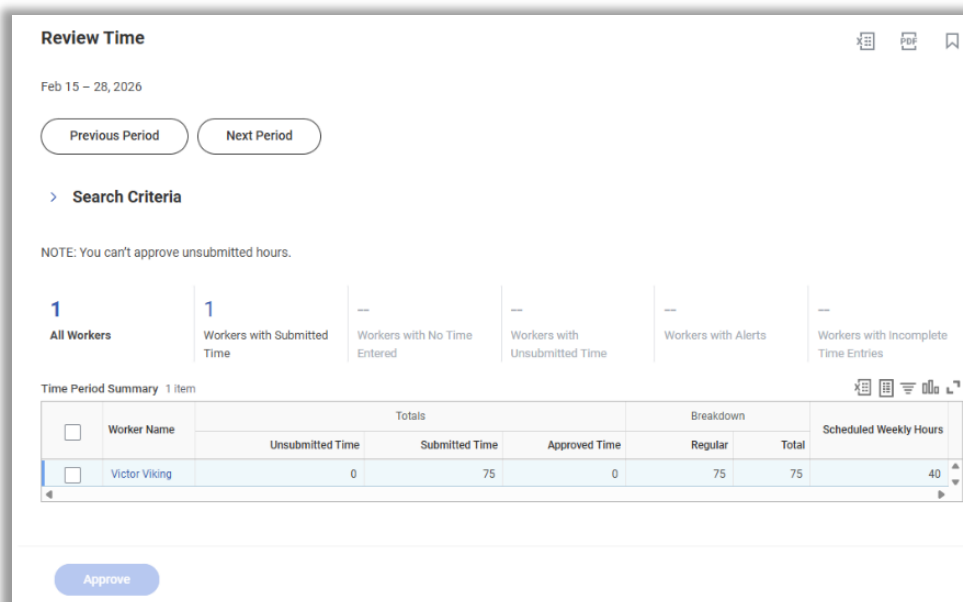 Review Time
PDF
Feb 15 – 28, 2026
Previous Period Next Period
Search Criteria
NOTE: You can't approve unsubmitted hours.
1 1 -- -- -- --
All Workers Workers with Submitted Time Workers with No Time Entered Workers with Unsubmitted Time Workers with Alerts Workers with Incomplete Time Entries
Time Period Summary 1 item
Worker Name Totals Breakdown Scheduled Weekly Hours
Unsubmitted Time Submitted Time Approved Time Regular Total
Victor Viking 0 75 0 75 75 40
Approve